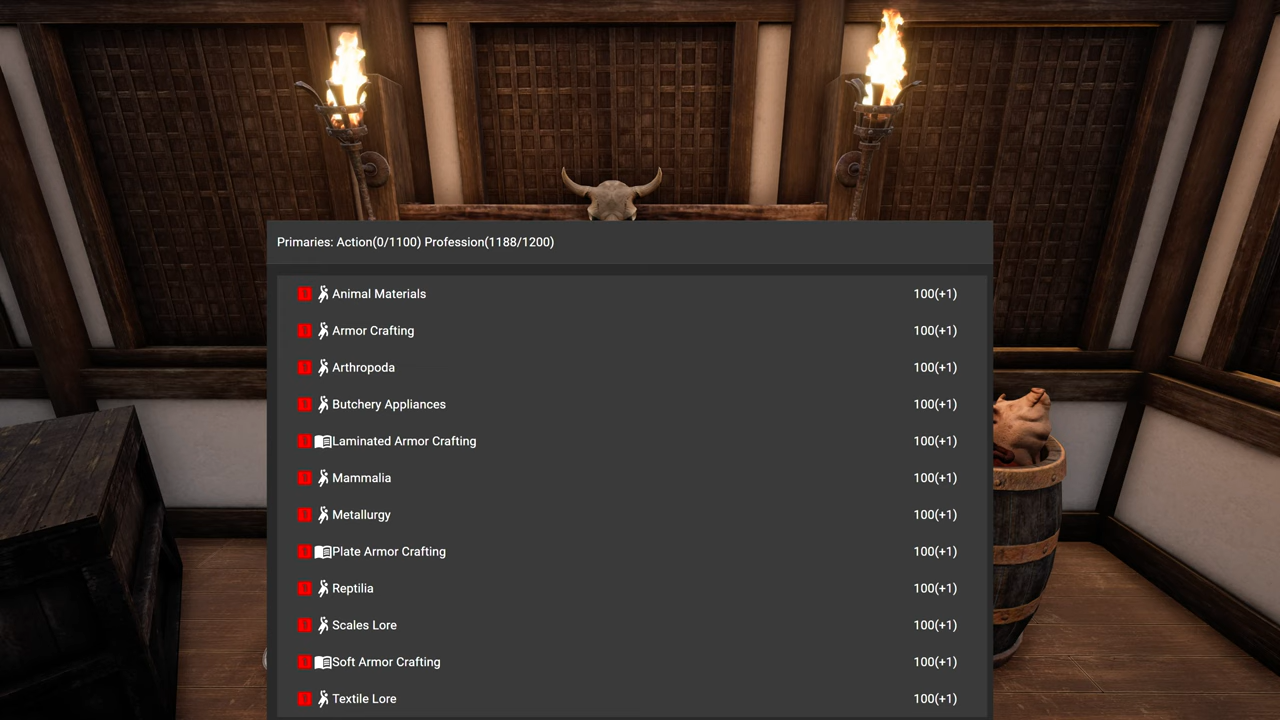 Primaries: Action(0/1100) Profession(1188/1200)
Animal Materials 100(+1)
Armor Crafting 100(+1)
Arthropoda 100(+1)
Butchery Appliances 100(+1)
Laminated Armor Crafting 100(+1)
Mammalia 100(+1)
Metallurgy 100(+1)
Plate Armor Crafting 100(+1)
Reptilia 100(+1)
Scales Lore 100(+1)
Soft Armor Crafting 100(+1)
Textile Lore 100(+1)